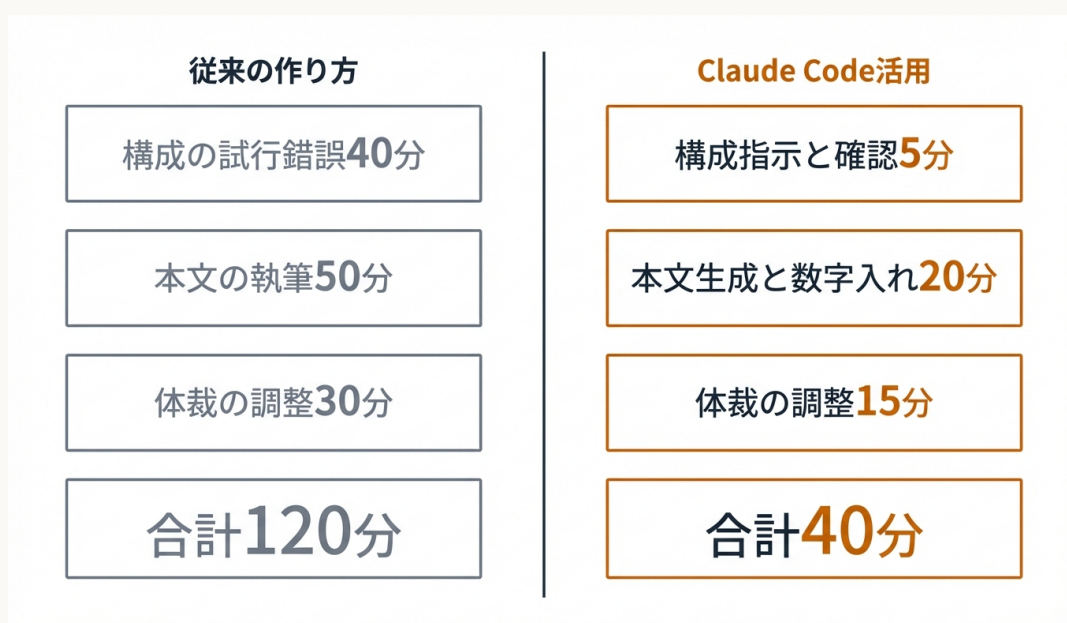 従来の作り方
構成の試行錯誤40分
本文の執筆50分
体裁の調整30分
合計120分
Claude Code活用
構成指示と確認5分
本文生成と数字入れ20分
体裁の調整15分
合計40分